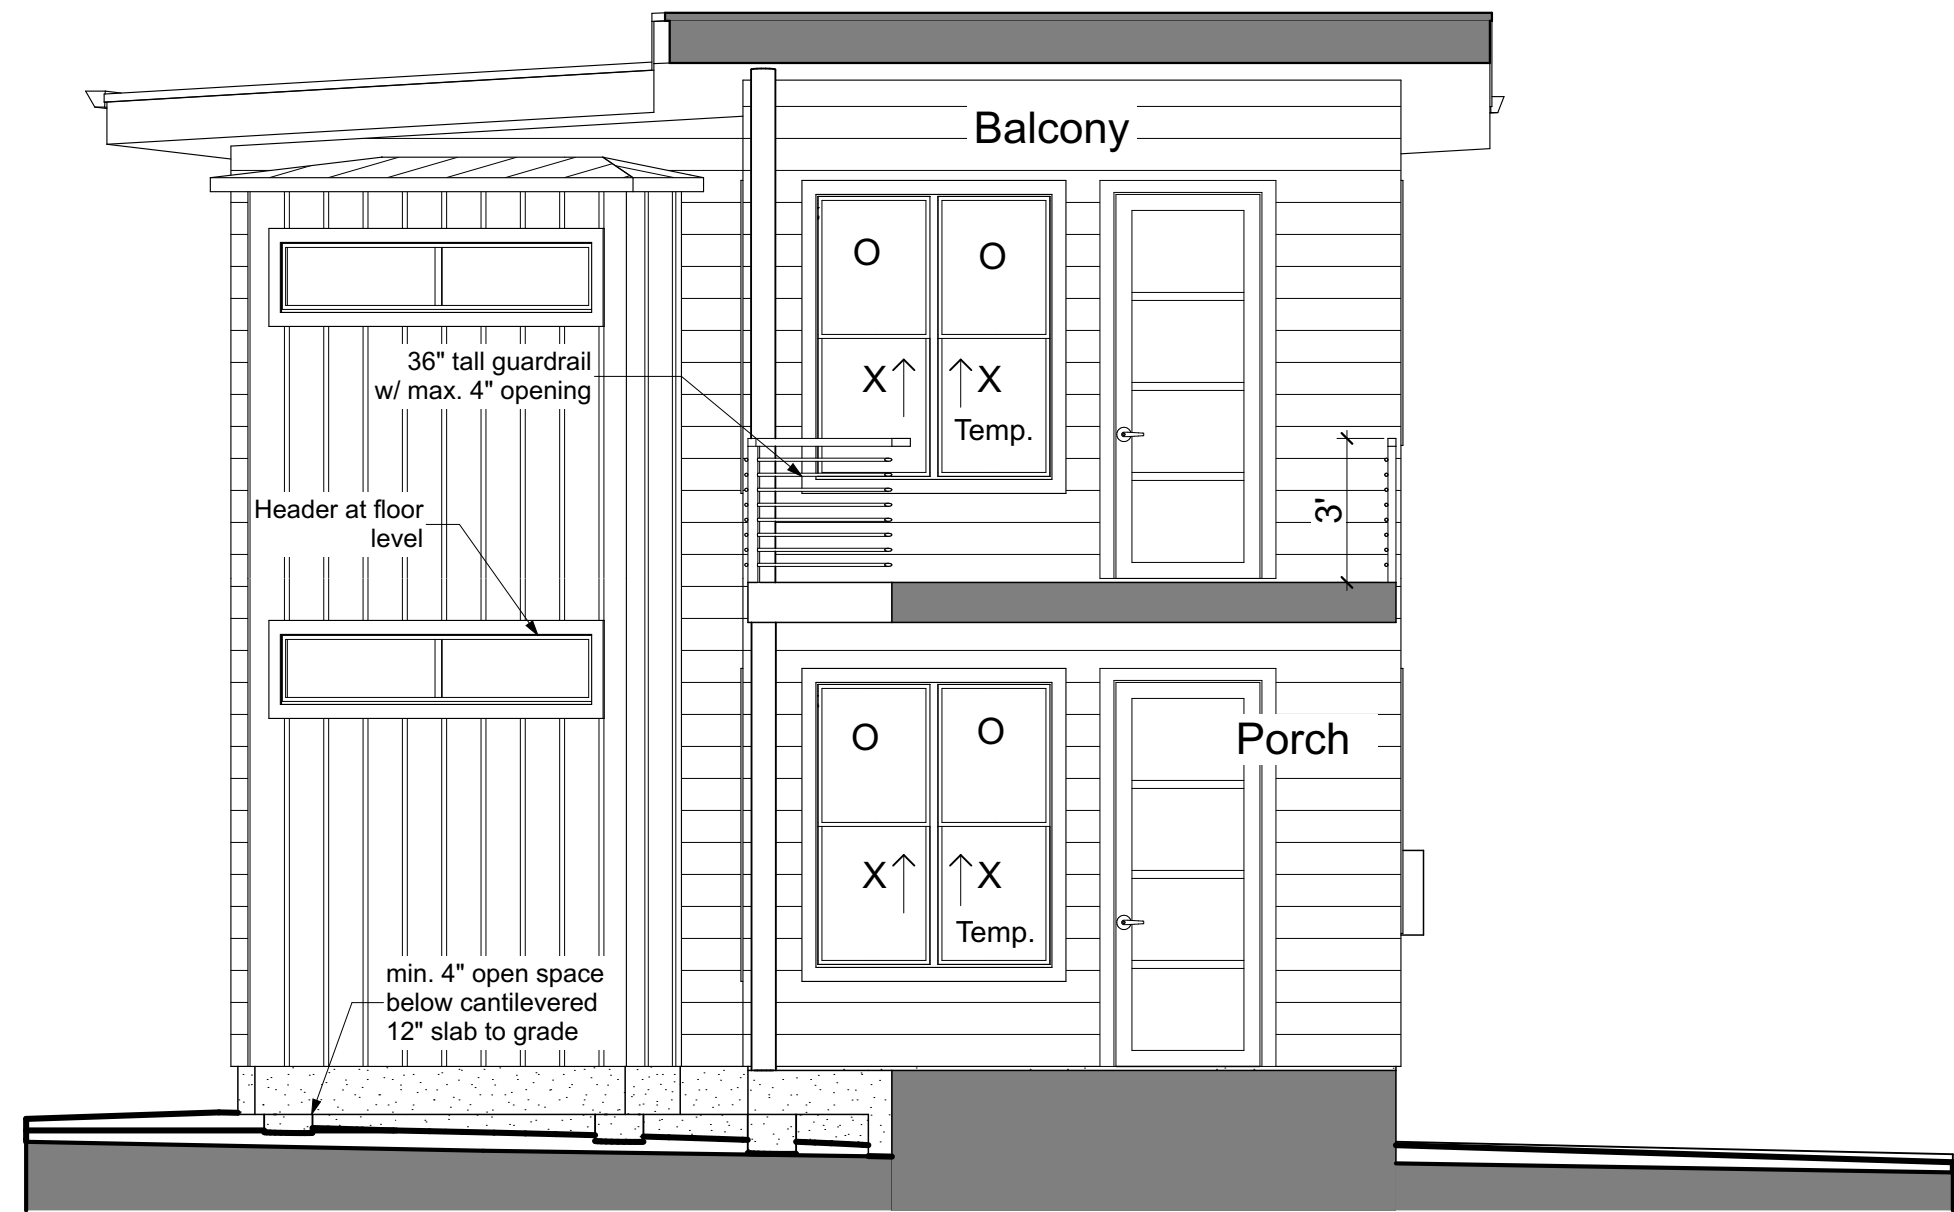 Balcony
O
O
36" tall guardrail
w/ max. 4" opening
X
X
Temp.
Header at floor
level
3'
O
O
Porch
X
X
Temp.
min. 4" open space
below cantilevered
12" slab to grade